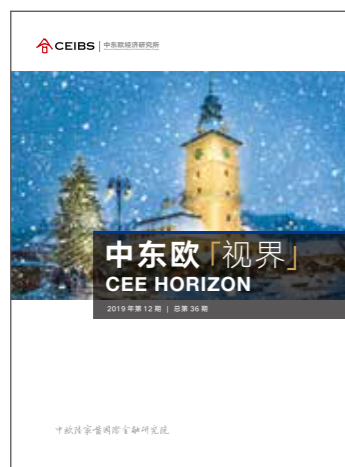 CEIBS | 中东欧经济研究所
中东欧「视界」
CEE HORIZON
2019 年第 12 期 | 总第 36 期
中欧陆家嘴国际金融研究院